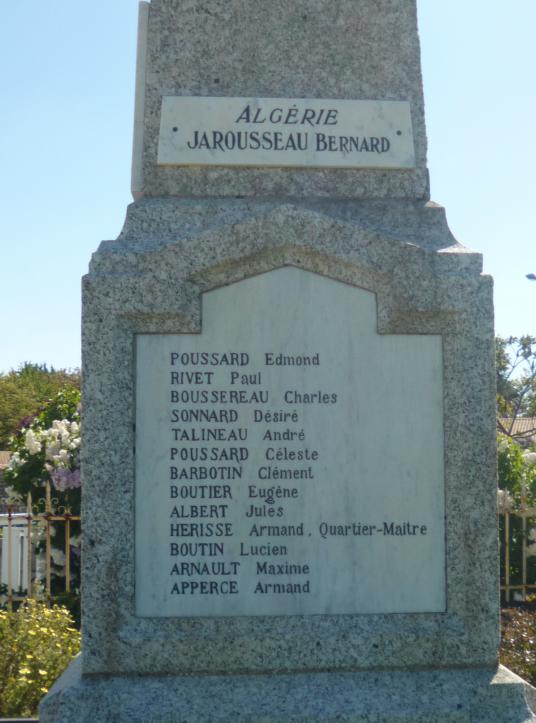 ALGÉRIE
JAROUSSEAU BERNARD
POUSSARD Edmond
RIVET Paul
BOUSSEREAU Charles
SONNARD Désiré
TALINEAU André
POUSSARD Céleste
BARBOTIN Clément
BOUTIER Eugène
ALBERT Jules
HERISSE Armand, Quartier-Maitre
BOUTIN Lucien
ARNAULT Maxime
APPERCE Armand